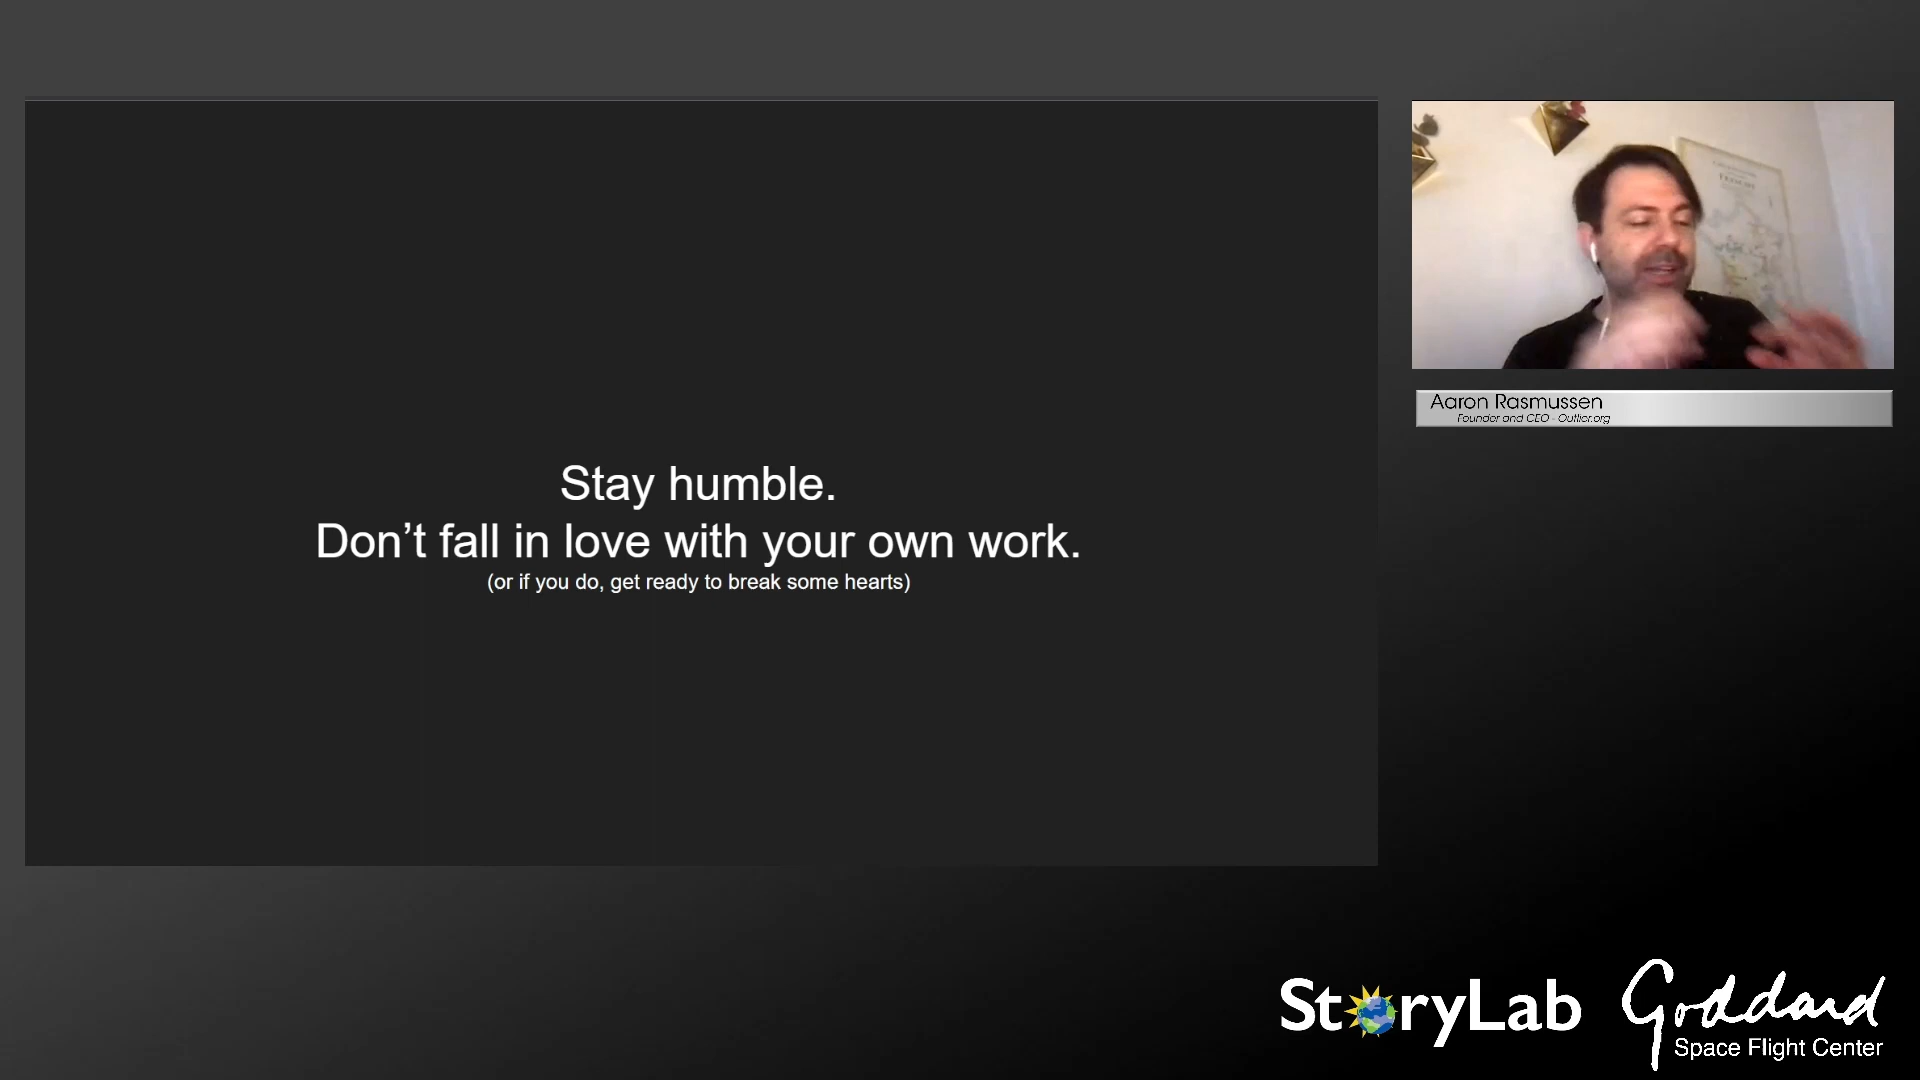 Stay humble.
Don’t fall in love with your own work.
(or if you do, get ready to break some hearts)
Aaron Rasmussen
Founder and CEO - Outlier.org
StoryLab
Goddard
Space Flight Center